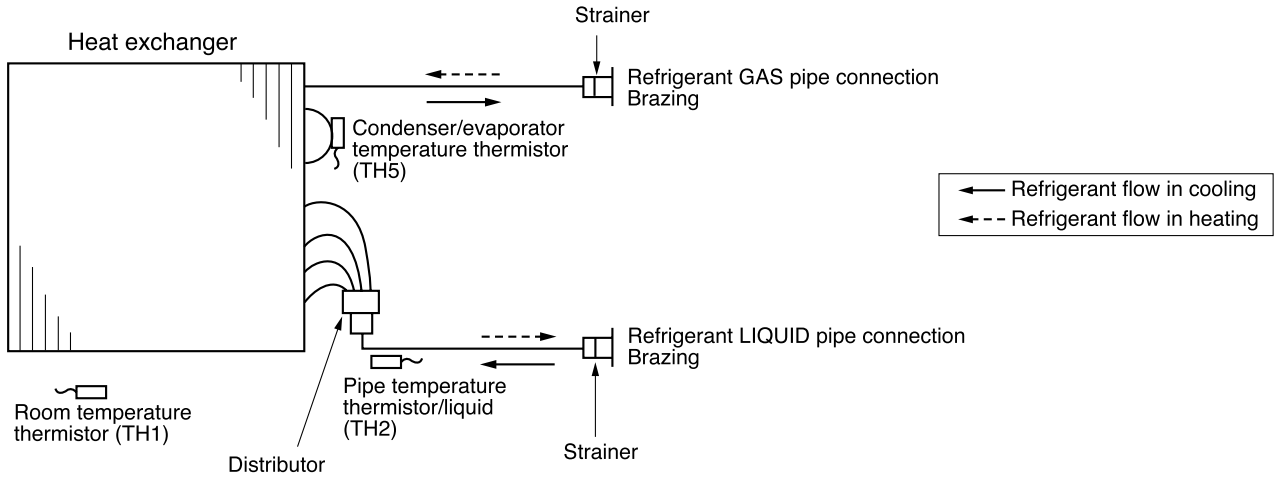 Strainer
Heat exchanger
Refrigerant GAS pipe connection
Brazing
Condenser/evaporator
temperature thermistor
(TH5)
Refrigerant flow in cooling
Refrigerant flow in heating
Refrigerant LIQUID pipe connection
Brazing
Pipe temperature
thermistor/liquid
(TH2)
Room temperature
thermistor (TH1)
Strainer
Distributor